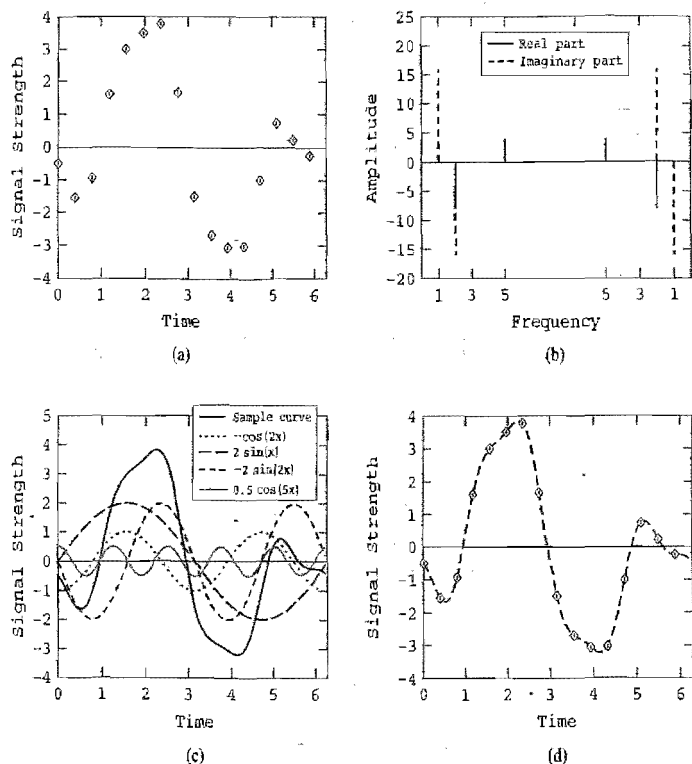 Signal Strength
4
3
2
1
0
-1
-2
-3
-4
0 1 2 3 4 5 6
Time
(a)
Amplitude
25
20
15
10
5
0
-5
-10
-15
-20
Real part
Imaginary part
1 3 5 5 3 1
Frequency
(b)
Signal Strength
5
4
3
2
1
0
-1
-2
-3
-4
Sample curve
-cos(2x)
2 sin(x)
-2 sin(2x)
0.5 cos(5x)
0 1 2 3 4 5 6
Time
(c)
Signal Strength
4
3
2
1
0
-1
-2
-3
-4
0 1 2 3 4 5 6
Time
(d)